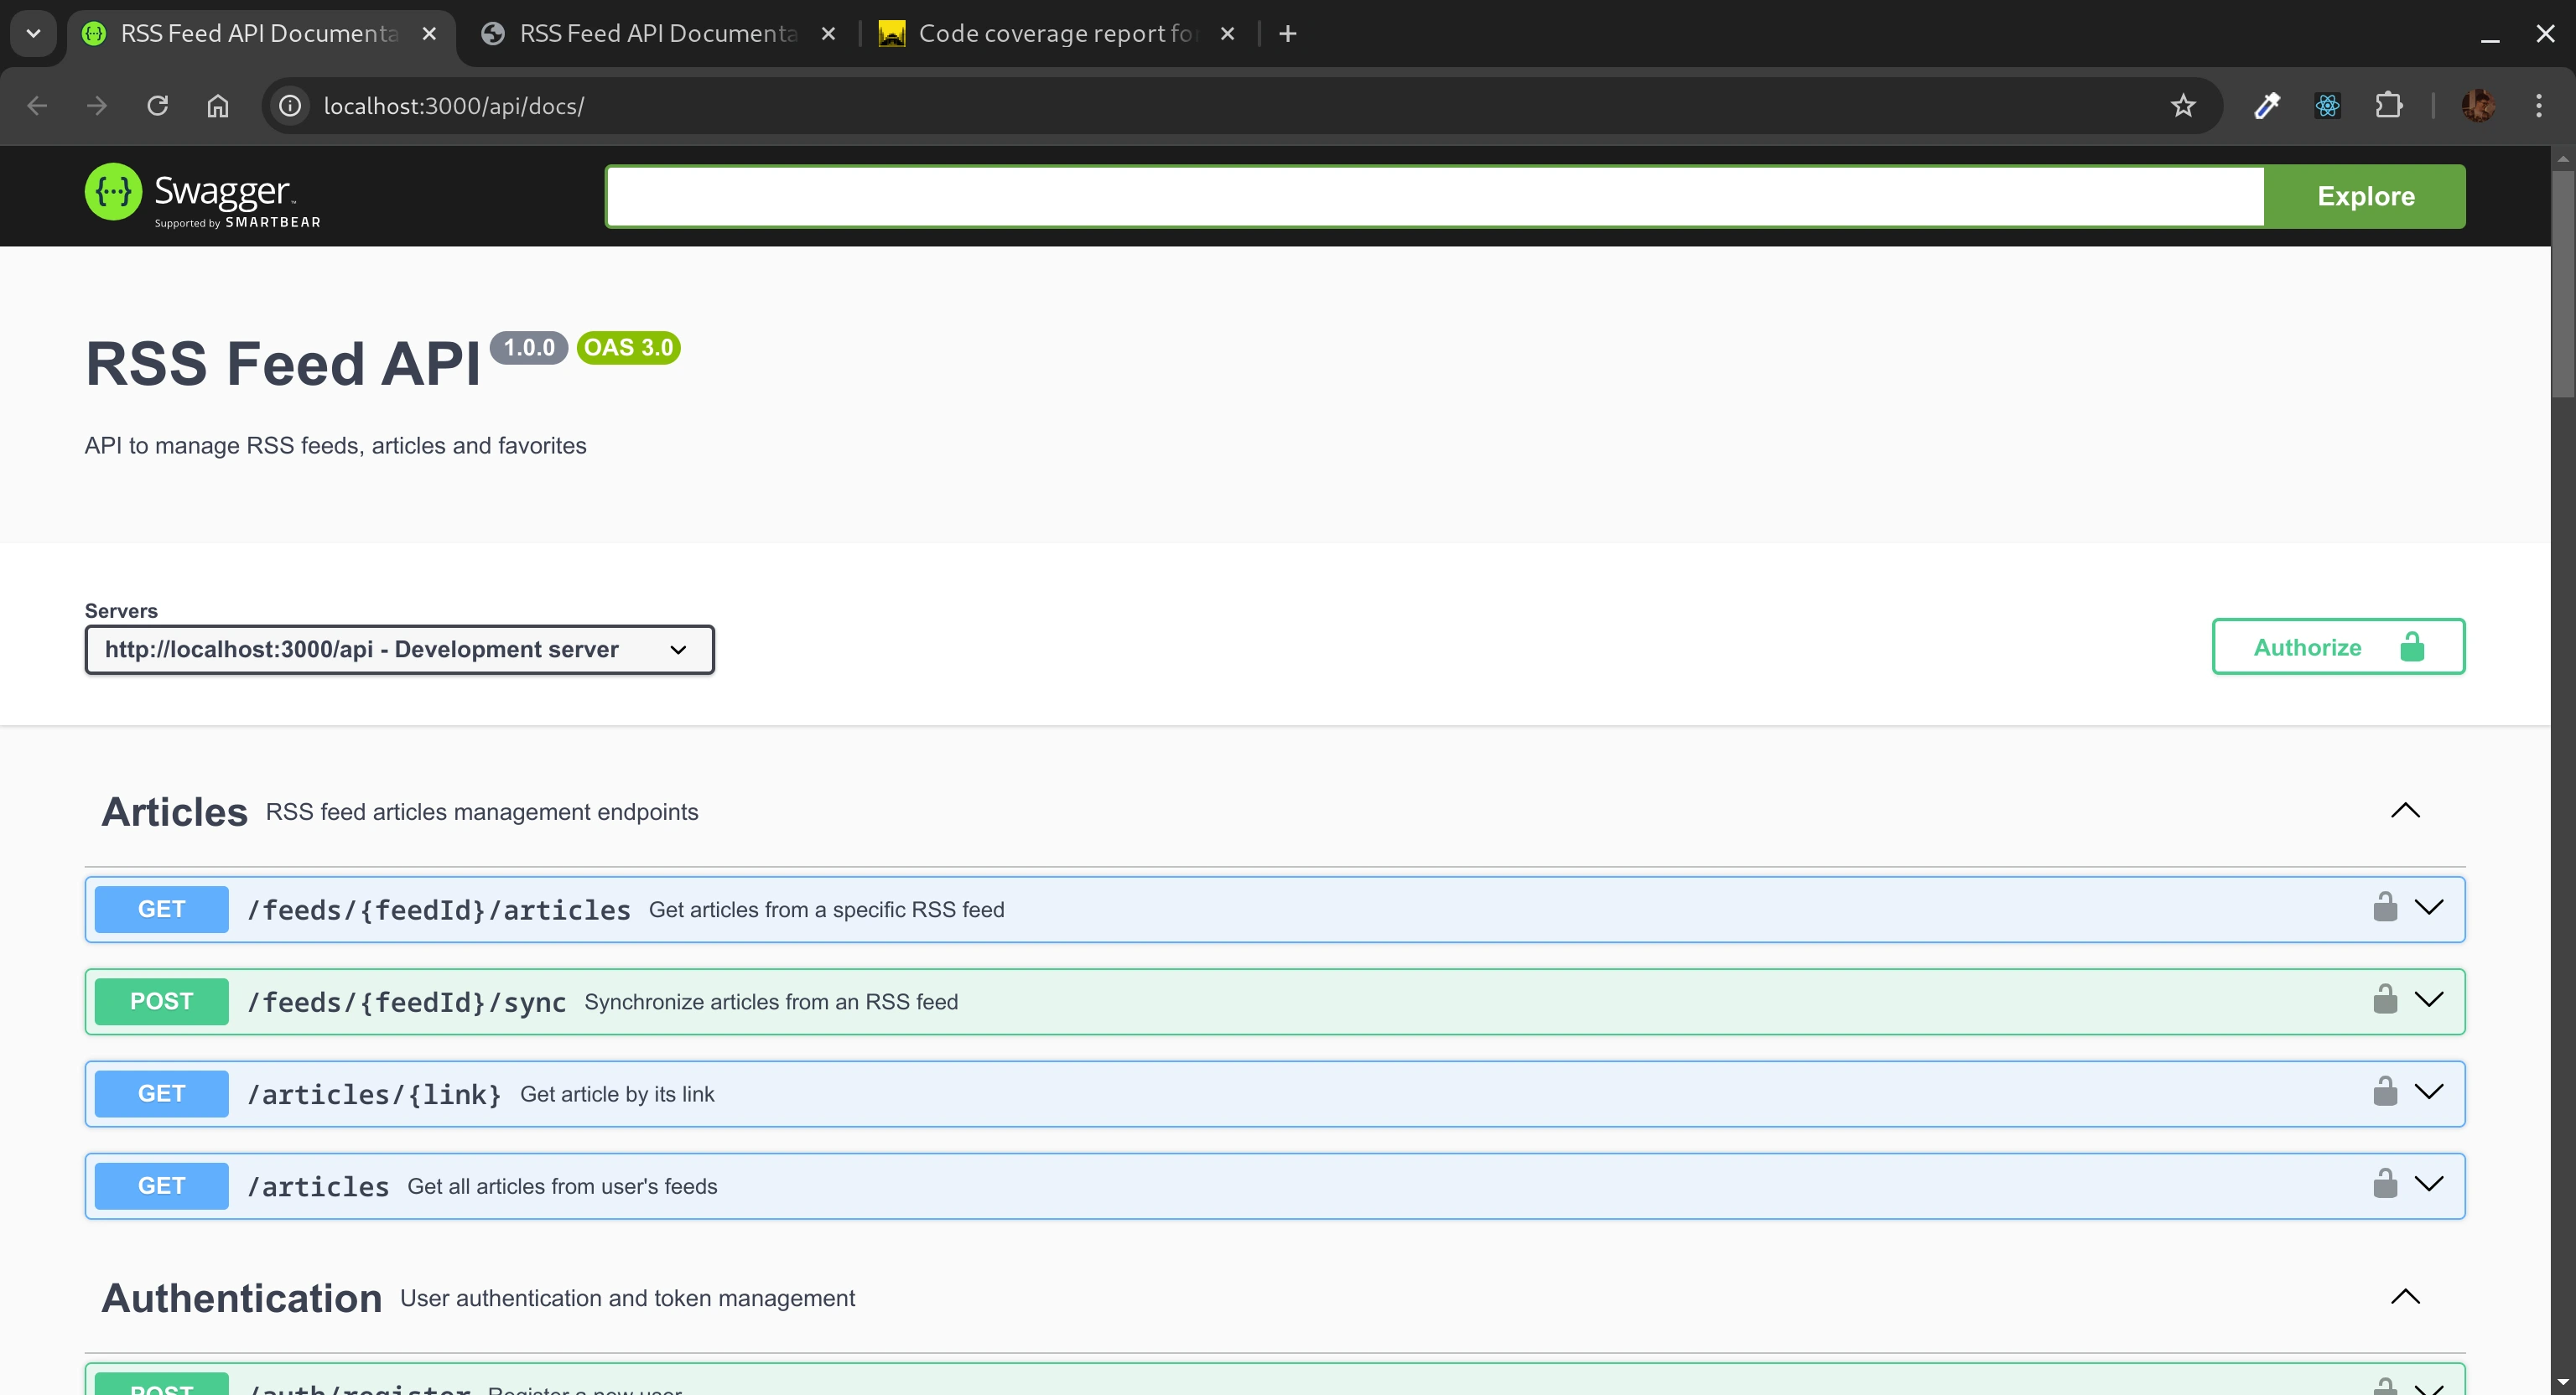 RSS Feed API Documenta
RSS Feed API Documenta
Code coverage report for
localhost:3000/api/docs/
Swagger
Supported by SMARTBEAR
Explore
RSS Feed API 1.0.0 OAS 3.0
API to manage RSS feeds, articles and favorites
Servers
http://localhost:3000/api - Development server
Authorize
Articles RSS feed articles management endpoints
GET /feeds/{feedId}/articles Get articles from a specific RSS feed
POST /feeds/{feedId}/sync Synchronize articles from an RSS feed
GET /articles/{link} Get article by its link
GET /articles Get all articles from user's feeds
Authentication User authentication and token management
POST /auth/register Register a new user